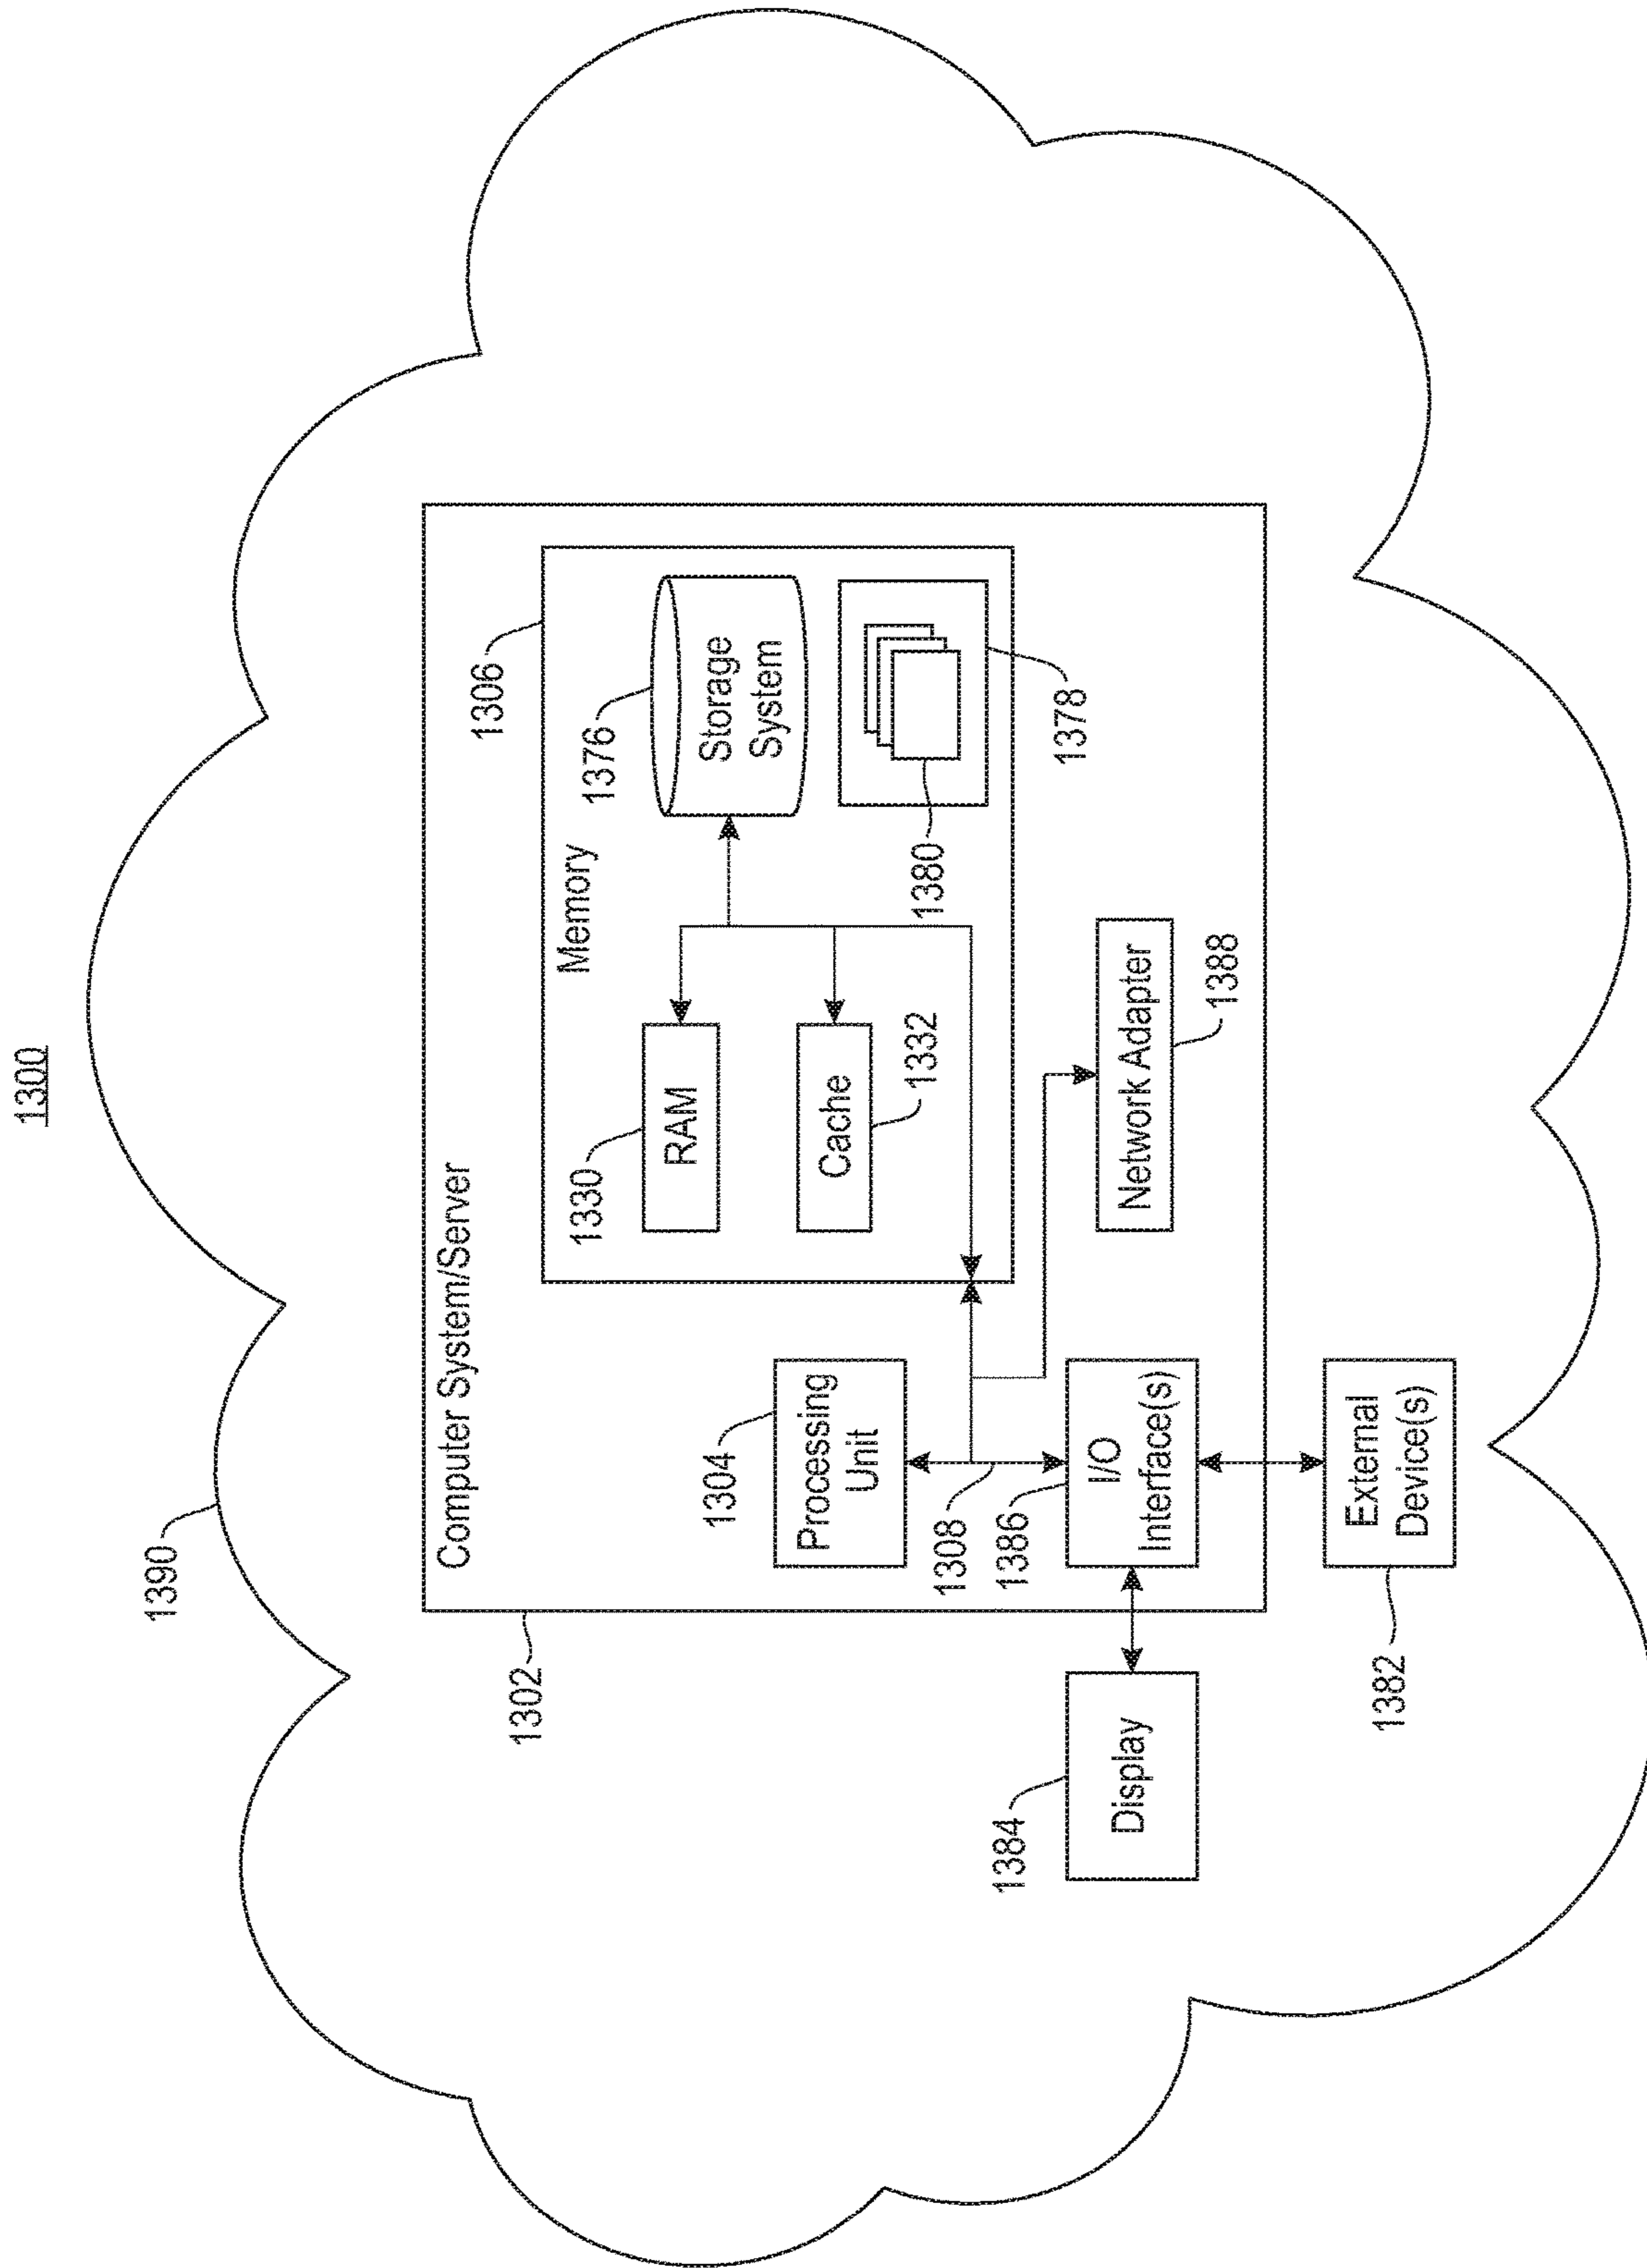 1300
1390
Computer System/Server
1302
1306
Memory
1376
Storage
System
1330
RAM
1304
Processing
Unit
Cache
1332
1380
1378
1308
1386
I/O
Interface(s)
Network Adapter
1388
1384
Display
External
Device(s)
1382